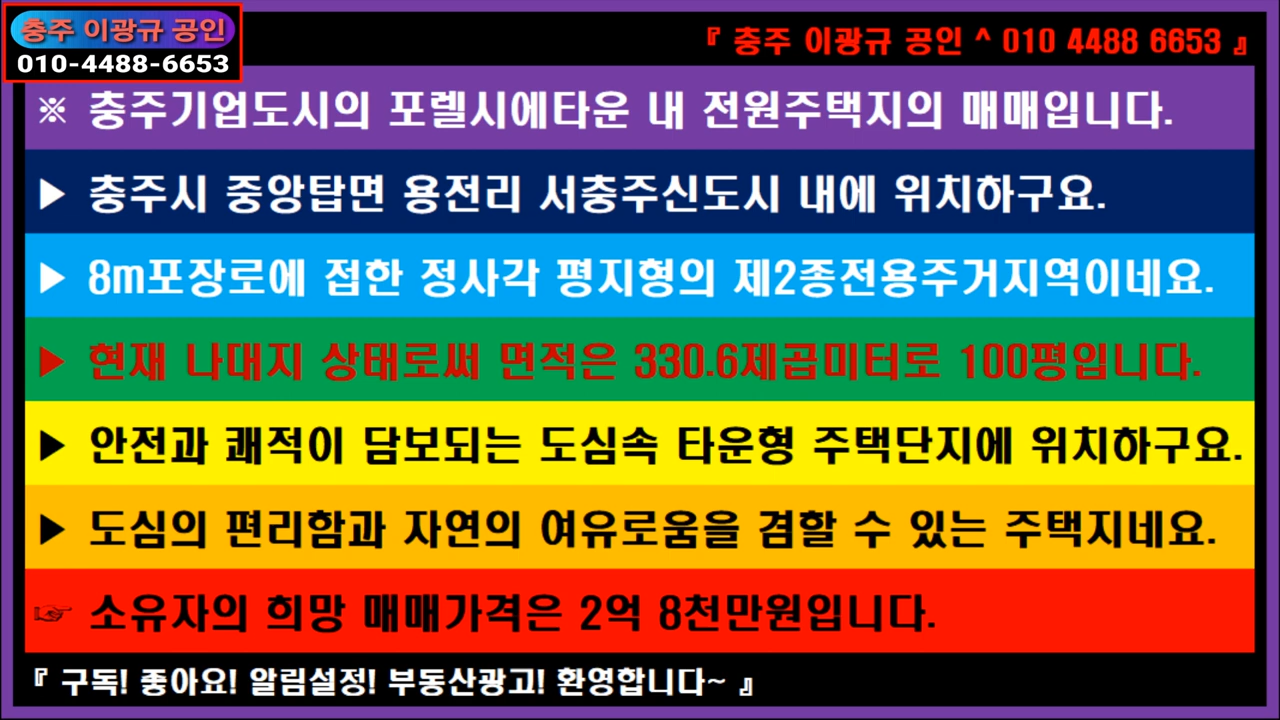 충주 이광규 공인
010-4488-6653
『 충주 이광규 공인 ^ 010 4488 6653 』
※ 충주기업도시의 포렐시에타운 내 전원주택지의 매매입니다.
▶ 충주시 중앙탑면 용전리 서충주신도시 내에 위치하구요.
▶ 8m포장로에 접한 정사각 평지형의 제2종전용주거지역이네요.
▶ 현재 나대지 상태로써 면적은 330.6제곱미터로 100평입니다.
▶ 안전과 쾌적이 담보되는 도심속 타운형 주택단지에 위치하구요.
▶ 도심의 편리함과 자연의 여유로움을 겸할 수 있는 주택지네요.
☞ 소유자의 희망 매매가격은 2억 8천만원입니다.
『 구독! 좋아요! 알림설정! 부동산광고! 환영합니다~ 』